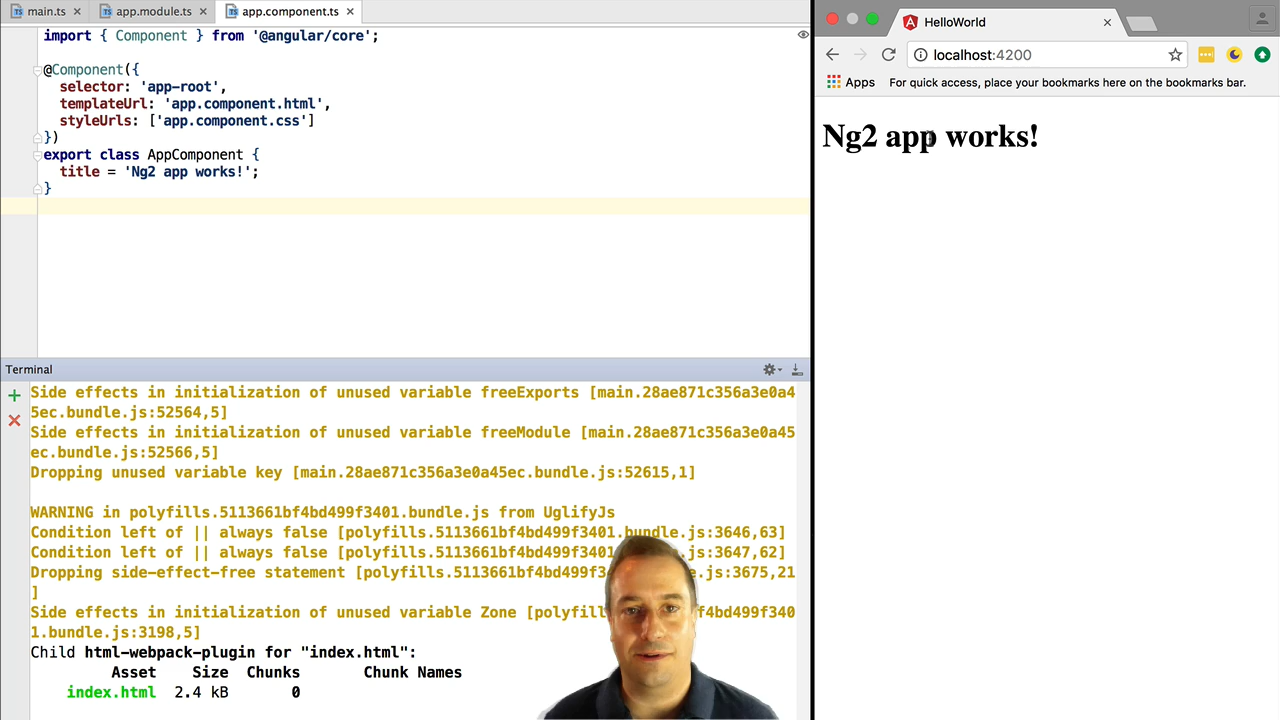 main.ts
app.module.ts
app.component.ts
import { Component } from '@angular/core';
@Component({
selector: 'app-root',
templateUrl: 'app.component.html',
styleUrls: ['app.component.css']
})
export class AppComponent {
title = 'Ng2 app works!';
}
Terminal
Side effects in initialization of unused variable freeExports [main.28ae871c356a3e0a4
5ec.bundle.js:52564,5]
Side effects in initialization of unused variable freeModule [main.28ae871c356a3e0a45
ec.bundle.js:52566,5]
Dropping unused variable key [main.28ae871c356a3e0a45ec.bundle.js:52615,1]
WARNING in polyfills.5113661bf4bd499f3401.bundle.js from UglifyJs
Condition left of || always false [polyfills.5113661bf4bd499f3401.bundle.js:3646,63]
Condition left of || always false [polyfills.5113661bf4bd499f3401 le.js:3647,62]
Dropping side-effect-free statement [polyfills.5113661bf4bd499f3 e.js:3675,21
]
Side effects in initialization of unused variable Zone [polyfill f4bd499f340
1.bundle.js:3198,5]
Child html-webpack-plugin for "index.html":
Asset Size Chunks Chunk Names
index.html 2.4 kB 0
HelloWorld
localhost:4200
Apps For quick access, place your bookmarks here on the bookmarks bar.
Ng2 app works!